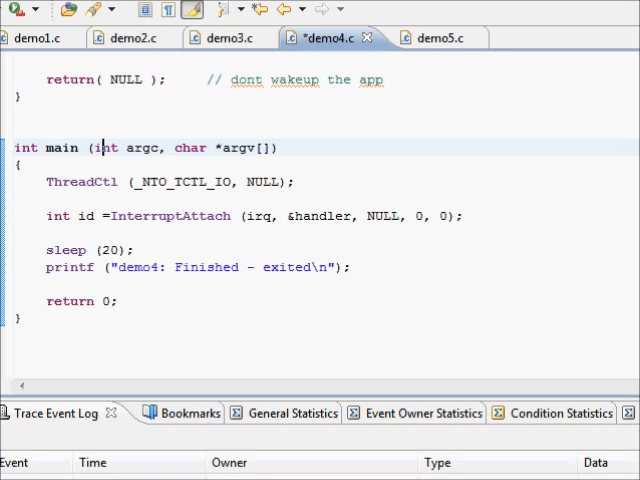 demo1.c demo2.c demo3.c *demo4.c demo5.c
return( NULL ); // dont wakeup the app
}
int main (int argc, char *argv[])
{
ThreadCtl (_NTO_TCTL_IO, NULL);
int id =InterruptAttach (irq, &handler, NULL, 0, 0);
sleep (20);
printf ("demo4: Finished - exited\n");
return 0;
}
Trace Event Log Bookmarks General Statistics Event Owner Statistics Condition Statistics
Event Time Owner Type Data